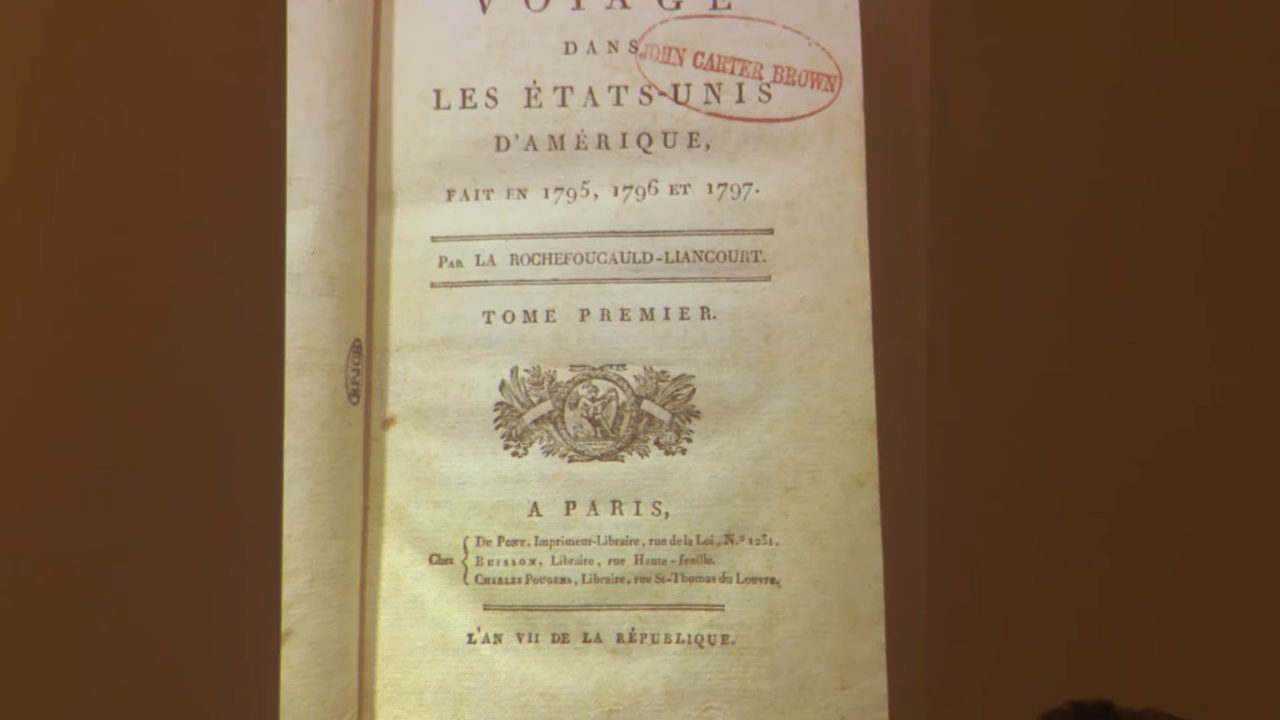 VOYAGE
DANS
LES ÉTATS-UNIS
D'AMÉRIQUE,
FAIT EN 1795, 1796 ET 1797.
PAR LA ROCHEFOUCAULD-LIANCOURT.
TOME PREMIER.
A PARIS,
Chez
DU PONT, Imprimeur-Libraire, rue de la Loi, N.º 1231.
BUISSON, Libraire, rue Haute-feuille.
CHARLES POUGENS, Libraire, rue St-Thomas du Louvre.
L'AN VII DE LA RÉPUBLIQUE.
JOHN CARTER BROWN